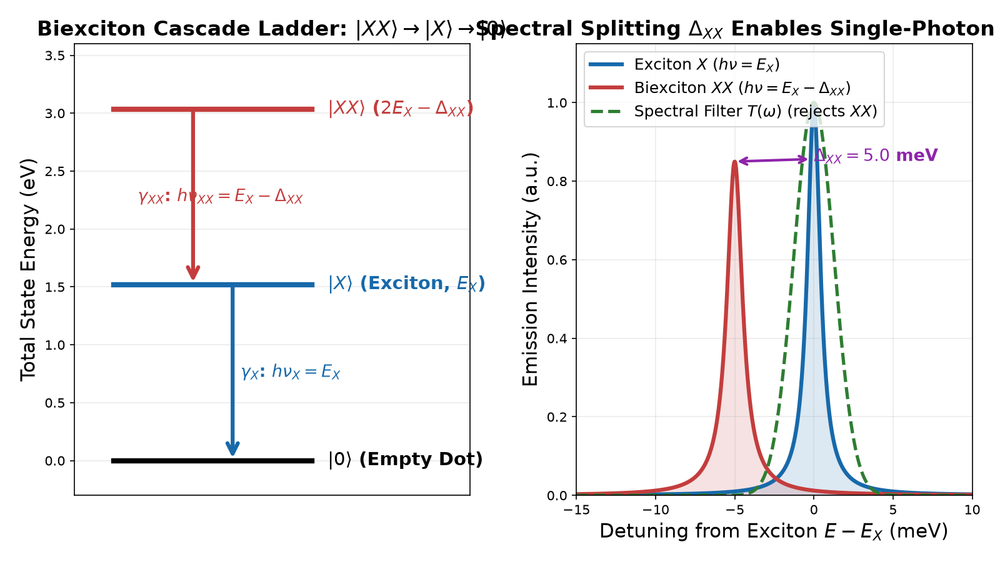 Biexciton Cascade Ladder: |XX⟩ → |X⟩ → |0⟩
Total State Energy (eV)
3.5
3.0
2.5
2.0
1.5
1.0
0.5
0.0
|XX⟩ (2E_X − Δ_XX)
γ_XX: hν_XX = E_X − Δ_XX
|X⟩ (Exciton, E_X)
γ_X: hν_X = E_X
|0⟩ (Empty Dot)
Spectral Splitting Δ_XX Enables Single-Photon
Exciton X (hν = E_X)
Biexciton XX (hν = E_X − Δ_XX)
Spectral Filter T(ω) (rejects XX)
Δ_XX = 5.0 meV
Emission Intensity (a.u.)
1.0
0.8
0.6
0.4
0.2
0.0
−15 −10 −5 0 5 10
Detuning from Exciton E − E_X (meV)